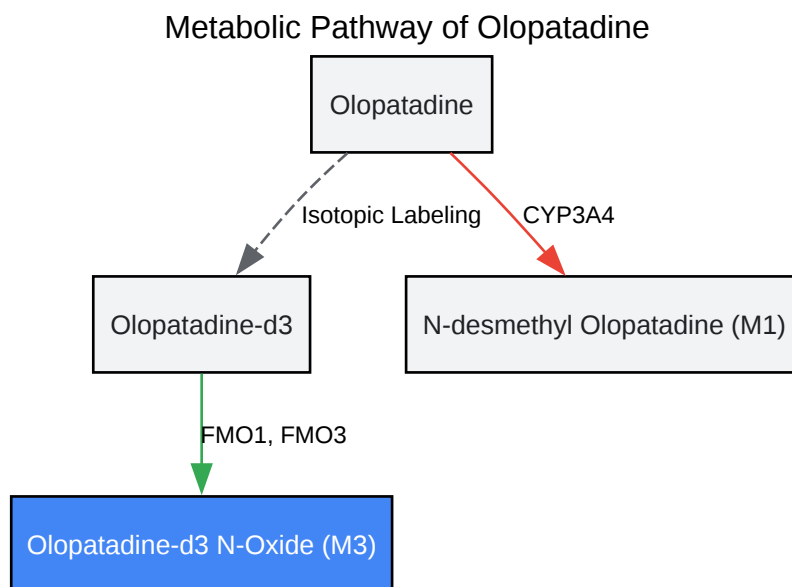 Metabolic Pathway of Olopatadine
Olopatadine
Isotopic Labeling
CYP3A4
Olopatadine-d3
N-desmethyl Olopatadine (M1)
FMO1, FMO3
Olopatadine-d3 N-Oxide (M3)